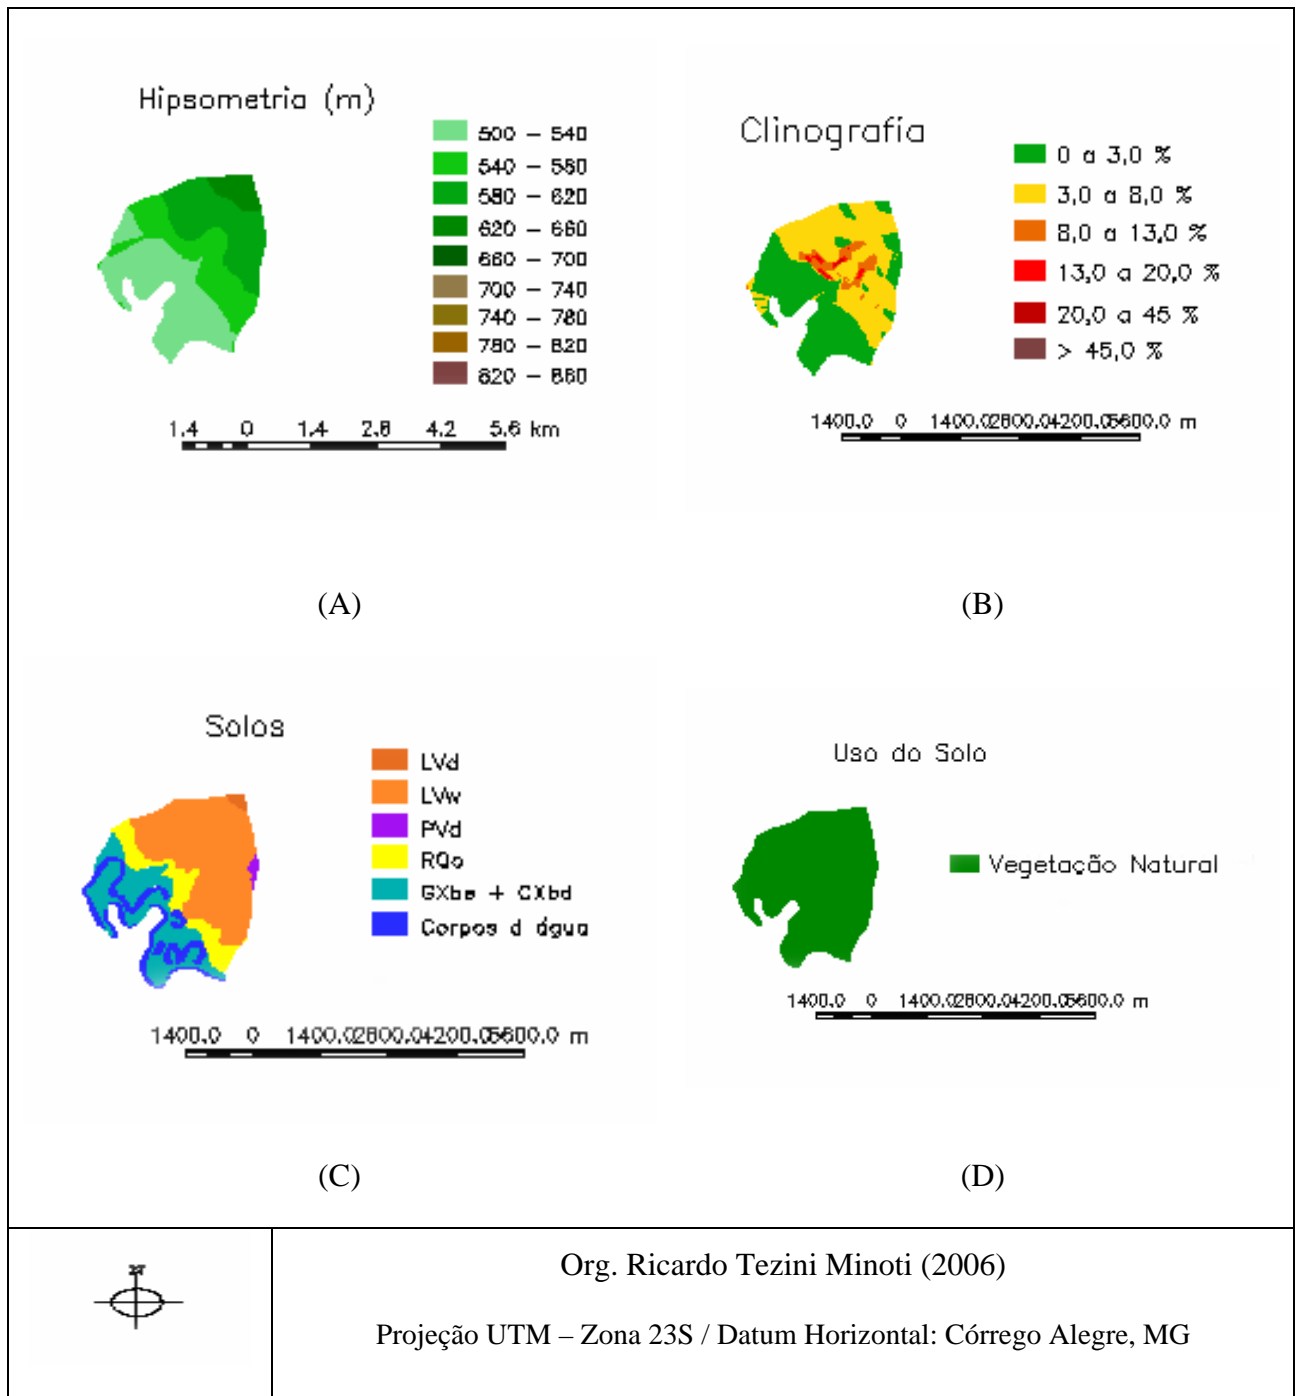 Hipsometria (m)
500 – 540
540 – 580
580 – 620
620 – 660
660 – 700
700 – 740
740 – 780
780 – 820
820 – 860
1.4 0 1.4 2.8 4.2 5.6 km
(A)
Clinografía
0 a 3,0 %
3,0 a 8,0 %
8,0 a 13,0 %
13,0 a 20,0 %
20,0 a 45 %
> 45,0 %
1400.0 0 1400.02800.04200.05600.0 m
(B)
Solos
LVd
LVw
PVd
RQo
GXbe + CXbd
Corpos d água
1400.0 0 1400.02800.04200.05600.0 m
(C)
Uso do Solo
Vegetação Natural
1400.0 0 1400.02800.04200.05600.0 m
(D)
Org. Ricardo Tezini Minoti (2006)
Projeção UTM – Zona 23S / Datum Horizontal: Córrego Alegre, MG